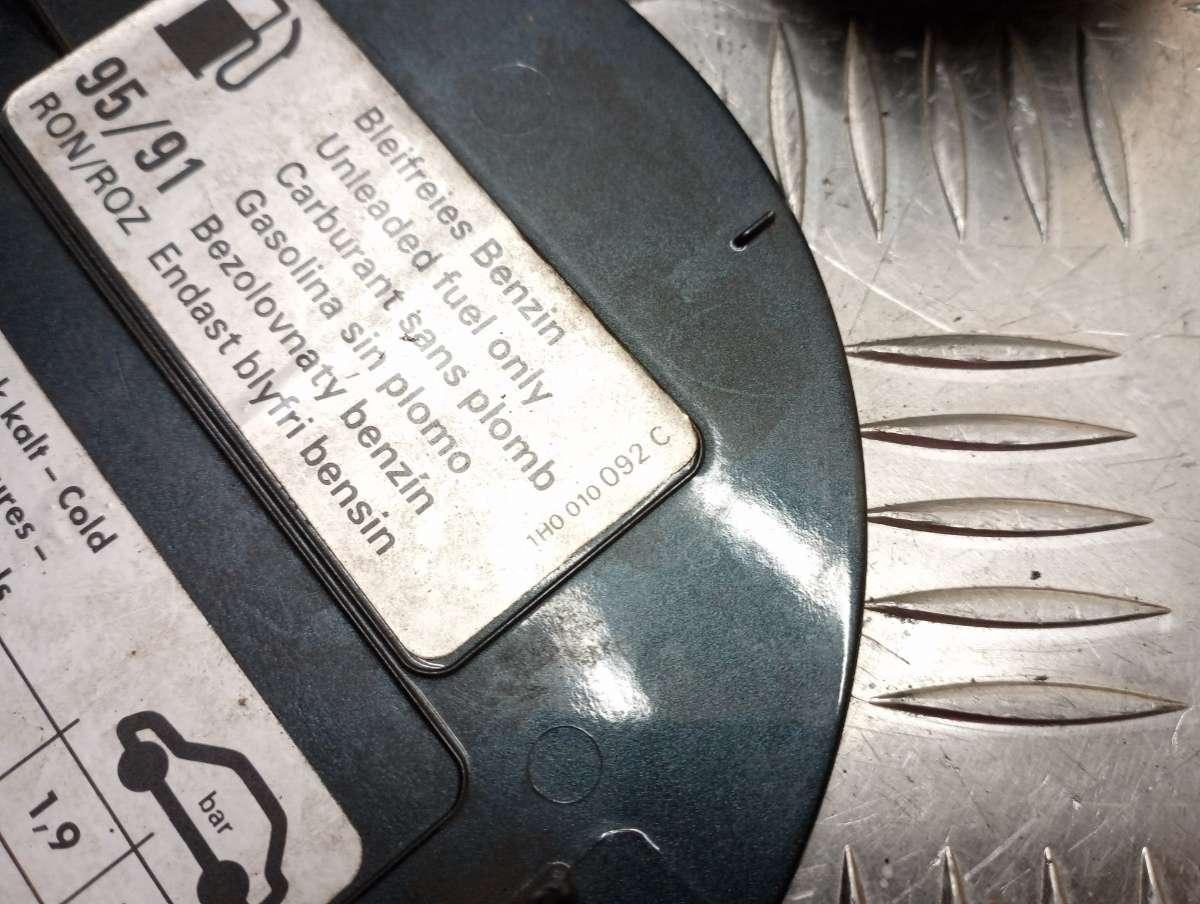 95/91
RON/ROZ
Bleifreies Benzin
Unleaded fuel only
Carburant sans plomb
Gasolina sin plomo
Bezolovnaty benzín
Endast blyfri bensin
1H0 010 092 C
kalt – Cold
–
1,9
bar